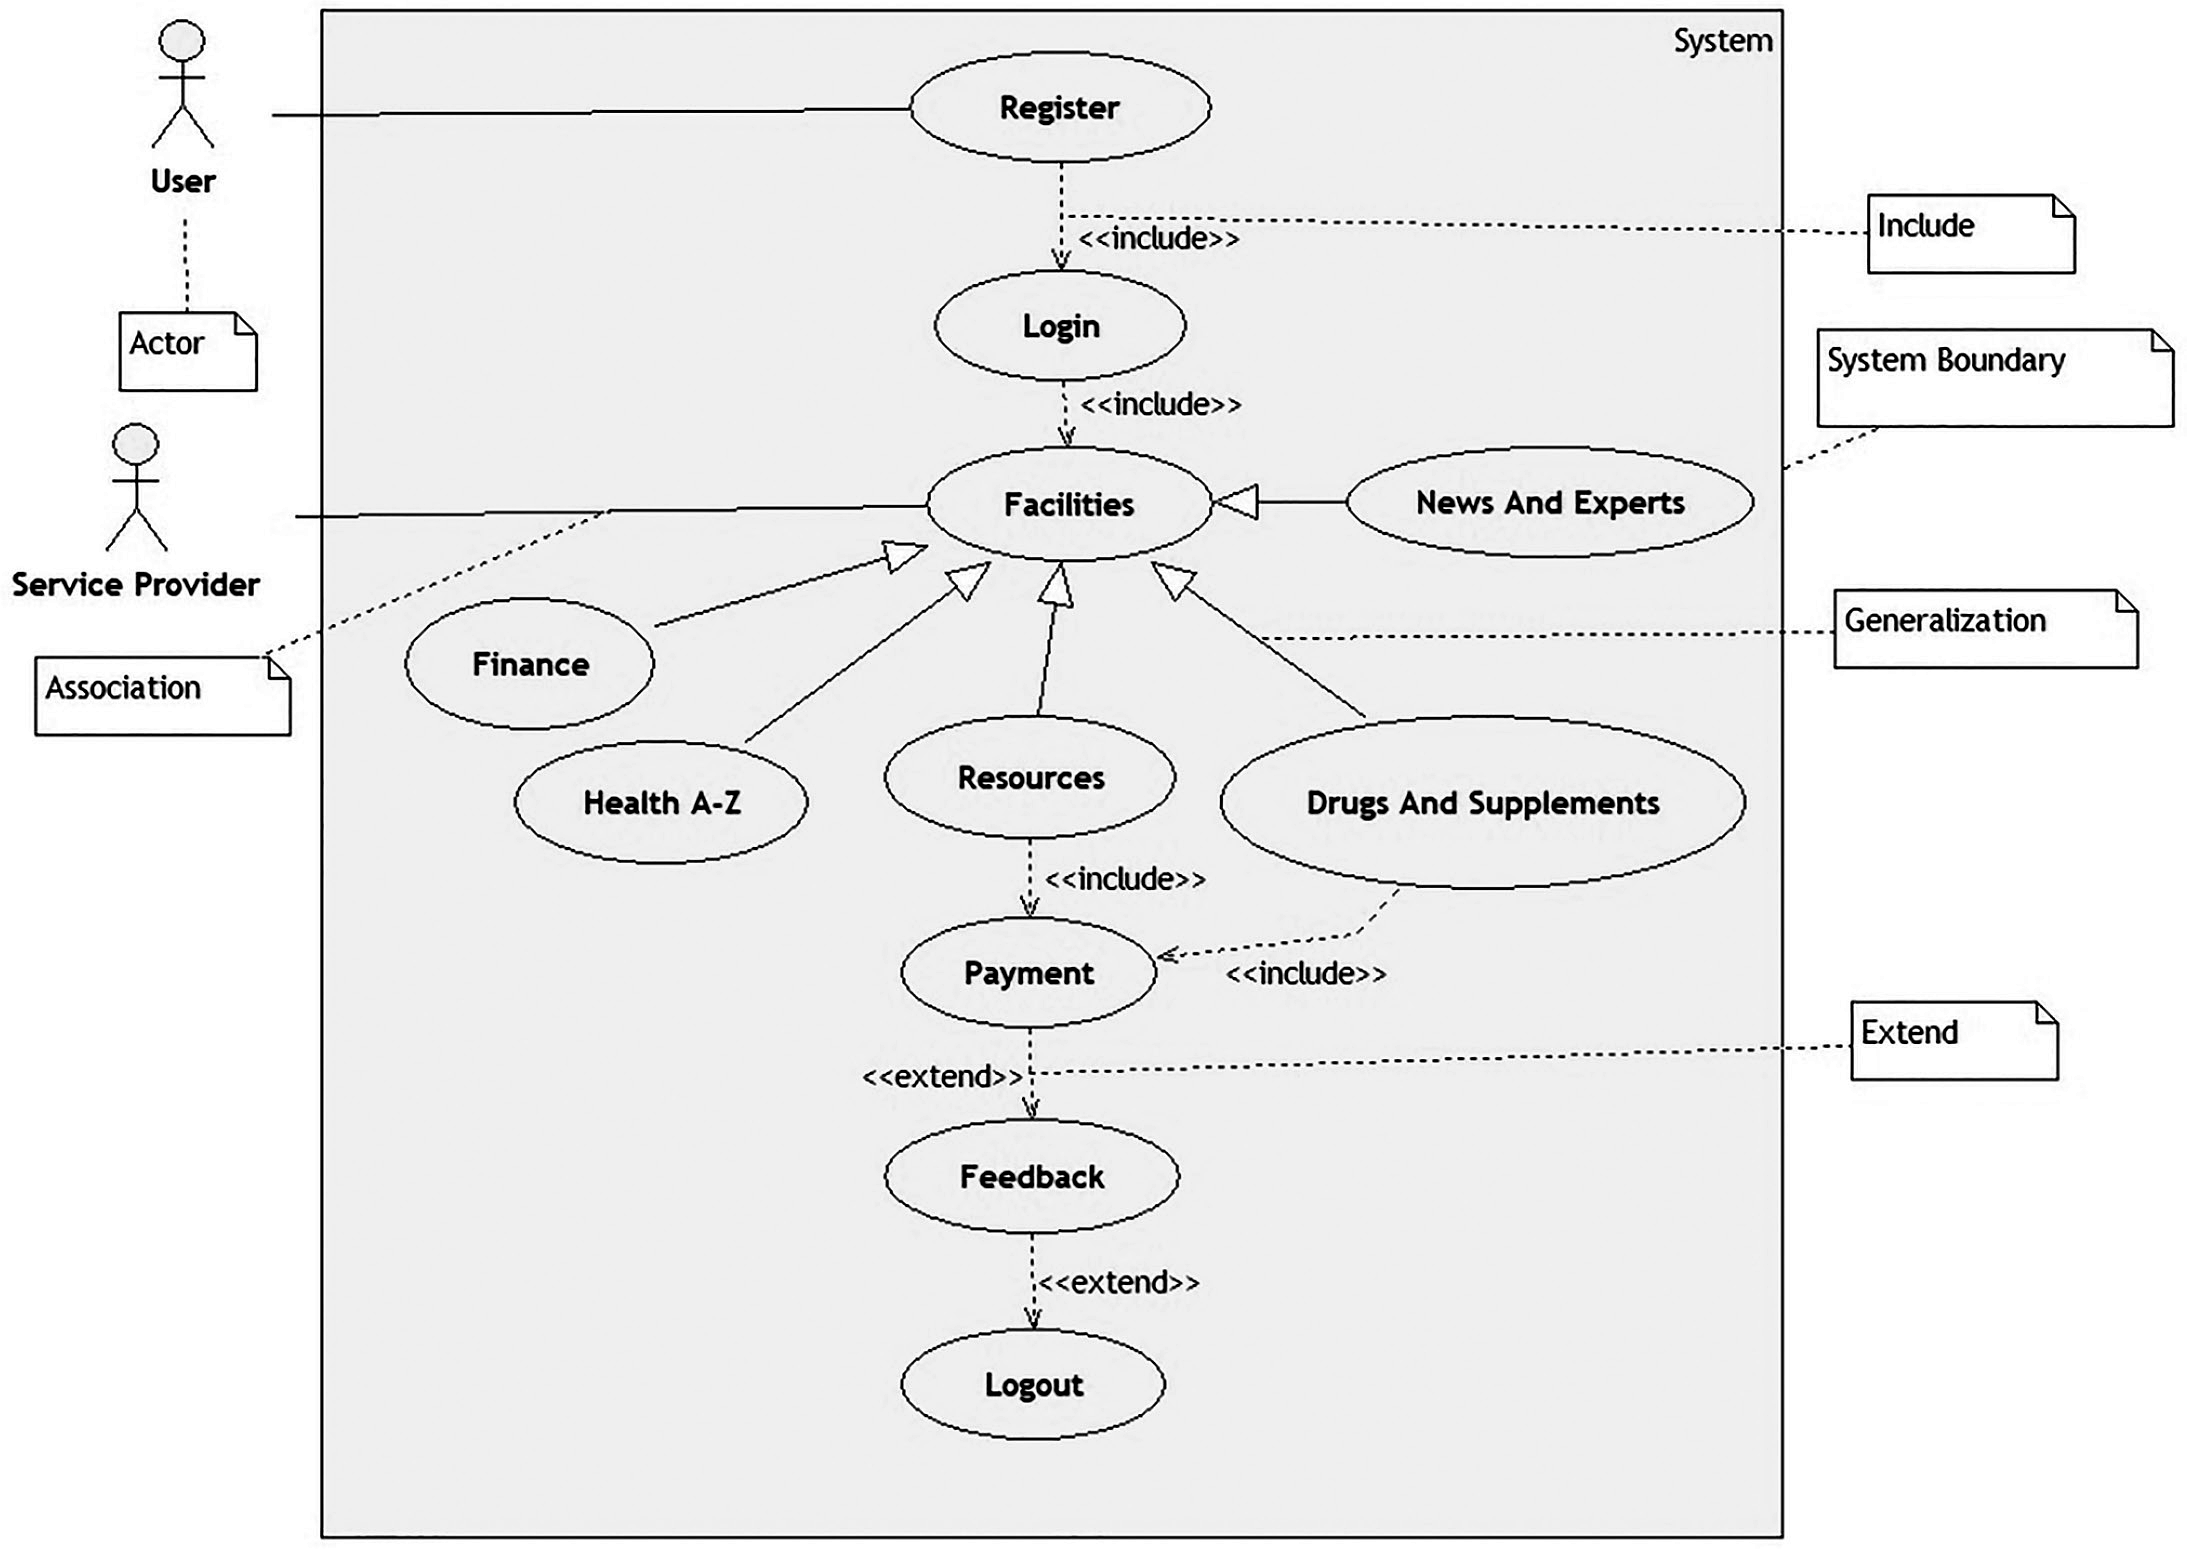 System
Register
User
Include
<<include>>
Login
Actor
System Boundary
<<include>>
Facilities
News And Experts
Service Provider
Generalization
Finance
Association
Resources
Health A-Z
Drugs And Supplements
<<include>>
Payment
<<include>>
Extend
<<extend>>
Feedback
<<extend>>
Logout